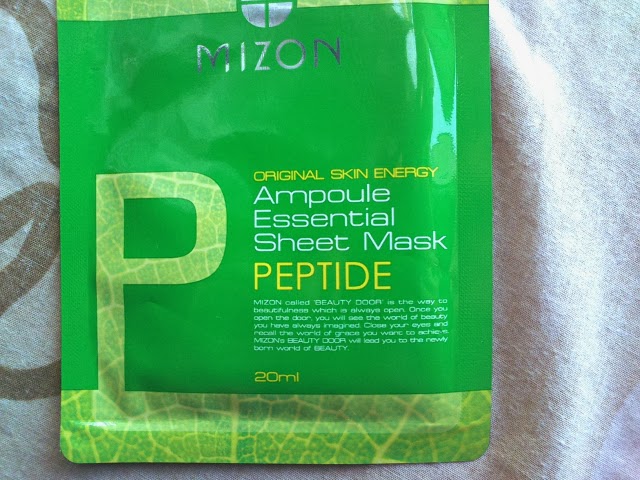 MIZON
P
ORIGINAL SKIN ENERGY
Ampoule
Essential
Sheet Mask
PEPTIDE
MIZON called 'BEAUTY DOOR' is the way to
beautifulness which is always open. Once you
open the door, you will see the world of beauty
you have always imagined. Close your eyes and
recall the world of grace you want to achieve.
MIZON's BEAUTY DOOR will lead you to the newly
born world of BEAUTY.
20ml